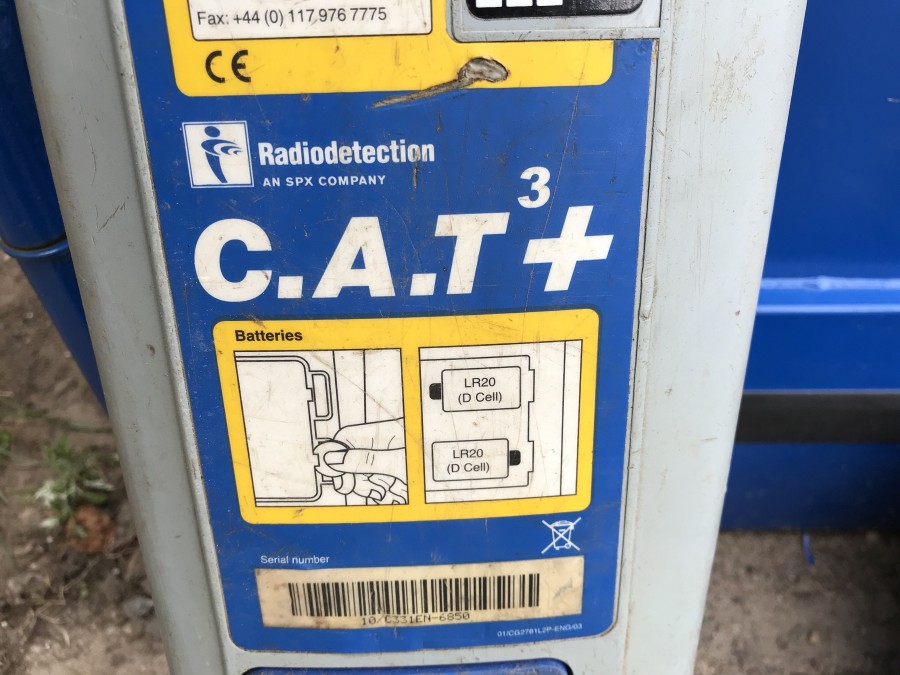 Fax: +44 (0) 117 976 7775
CE
Radiodetection
AN SPX COMPANY
C.A.T³+
Batteries
LR20
(D Cell)
LR20
(D Cell)
Serial number
10/C331EN-6850
01/CG2781L2P-ENG/03